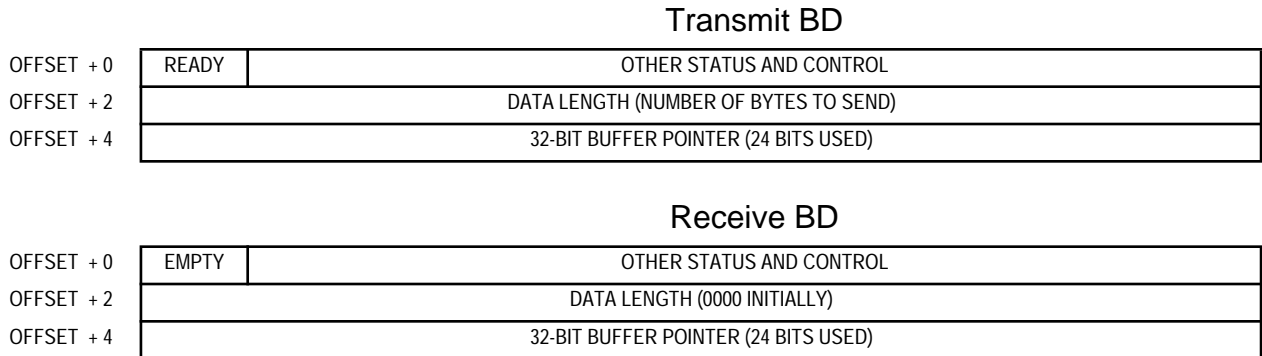 Transmit BD
OFFSET + 0 READY OTHER STATUS AND CONTROL
OFFSET + 2 DATA LENGTH (NUMBER OF BYTES TO SEND)
OFFSET + 4 32-BIT BUFFER POINTER (24 BITS USED)
Receive BD
OFFSET + 0 EMPTY OTHER STATUS AND CONTROL
OFFSET + 2 DATA LENGTH (0000 INITIALLY)
OFFSET + 4 32-BIT BUFFER POINTER (24 BITS USED)